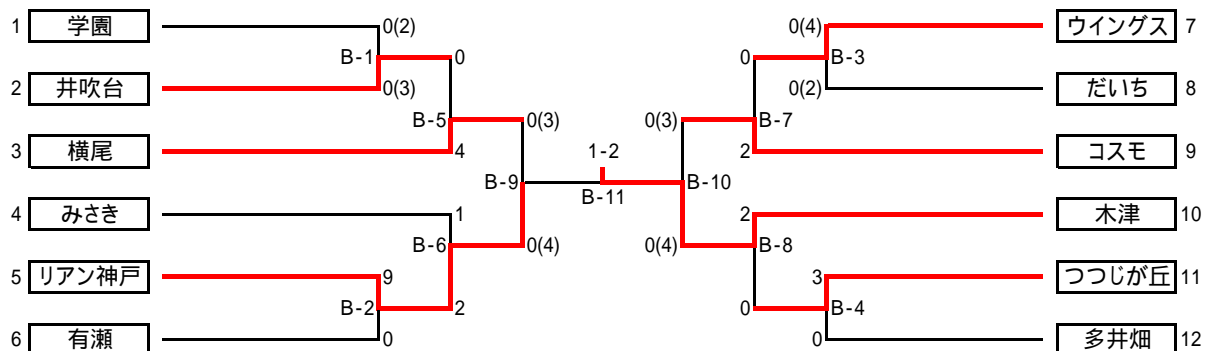 1 学園 0(2) 0(4) ウイングス 7
B-1 0 0 B-3
2 井吹台 0(3) 0(2) だいち 8
B-5 0(3) 0(3) B-7
3 横尾 4 1-2 2 コスモ 9
B-9 B-11 B-10
4 みさき 1 2 木津 10
B-6 0(4) 0(4) B-8
5 リアン神戸 9 3 つつじが丘 11
B-2 2 0 B-4
6 有瀬 0 0 多井畑 12